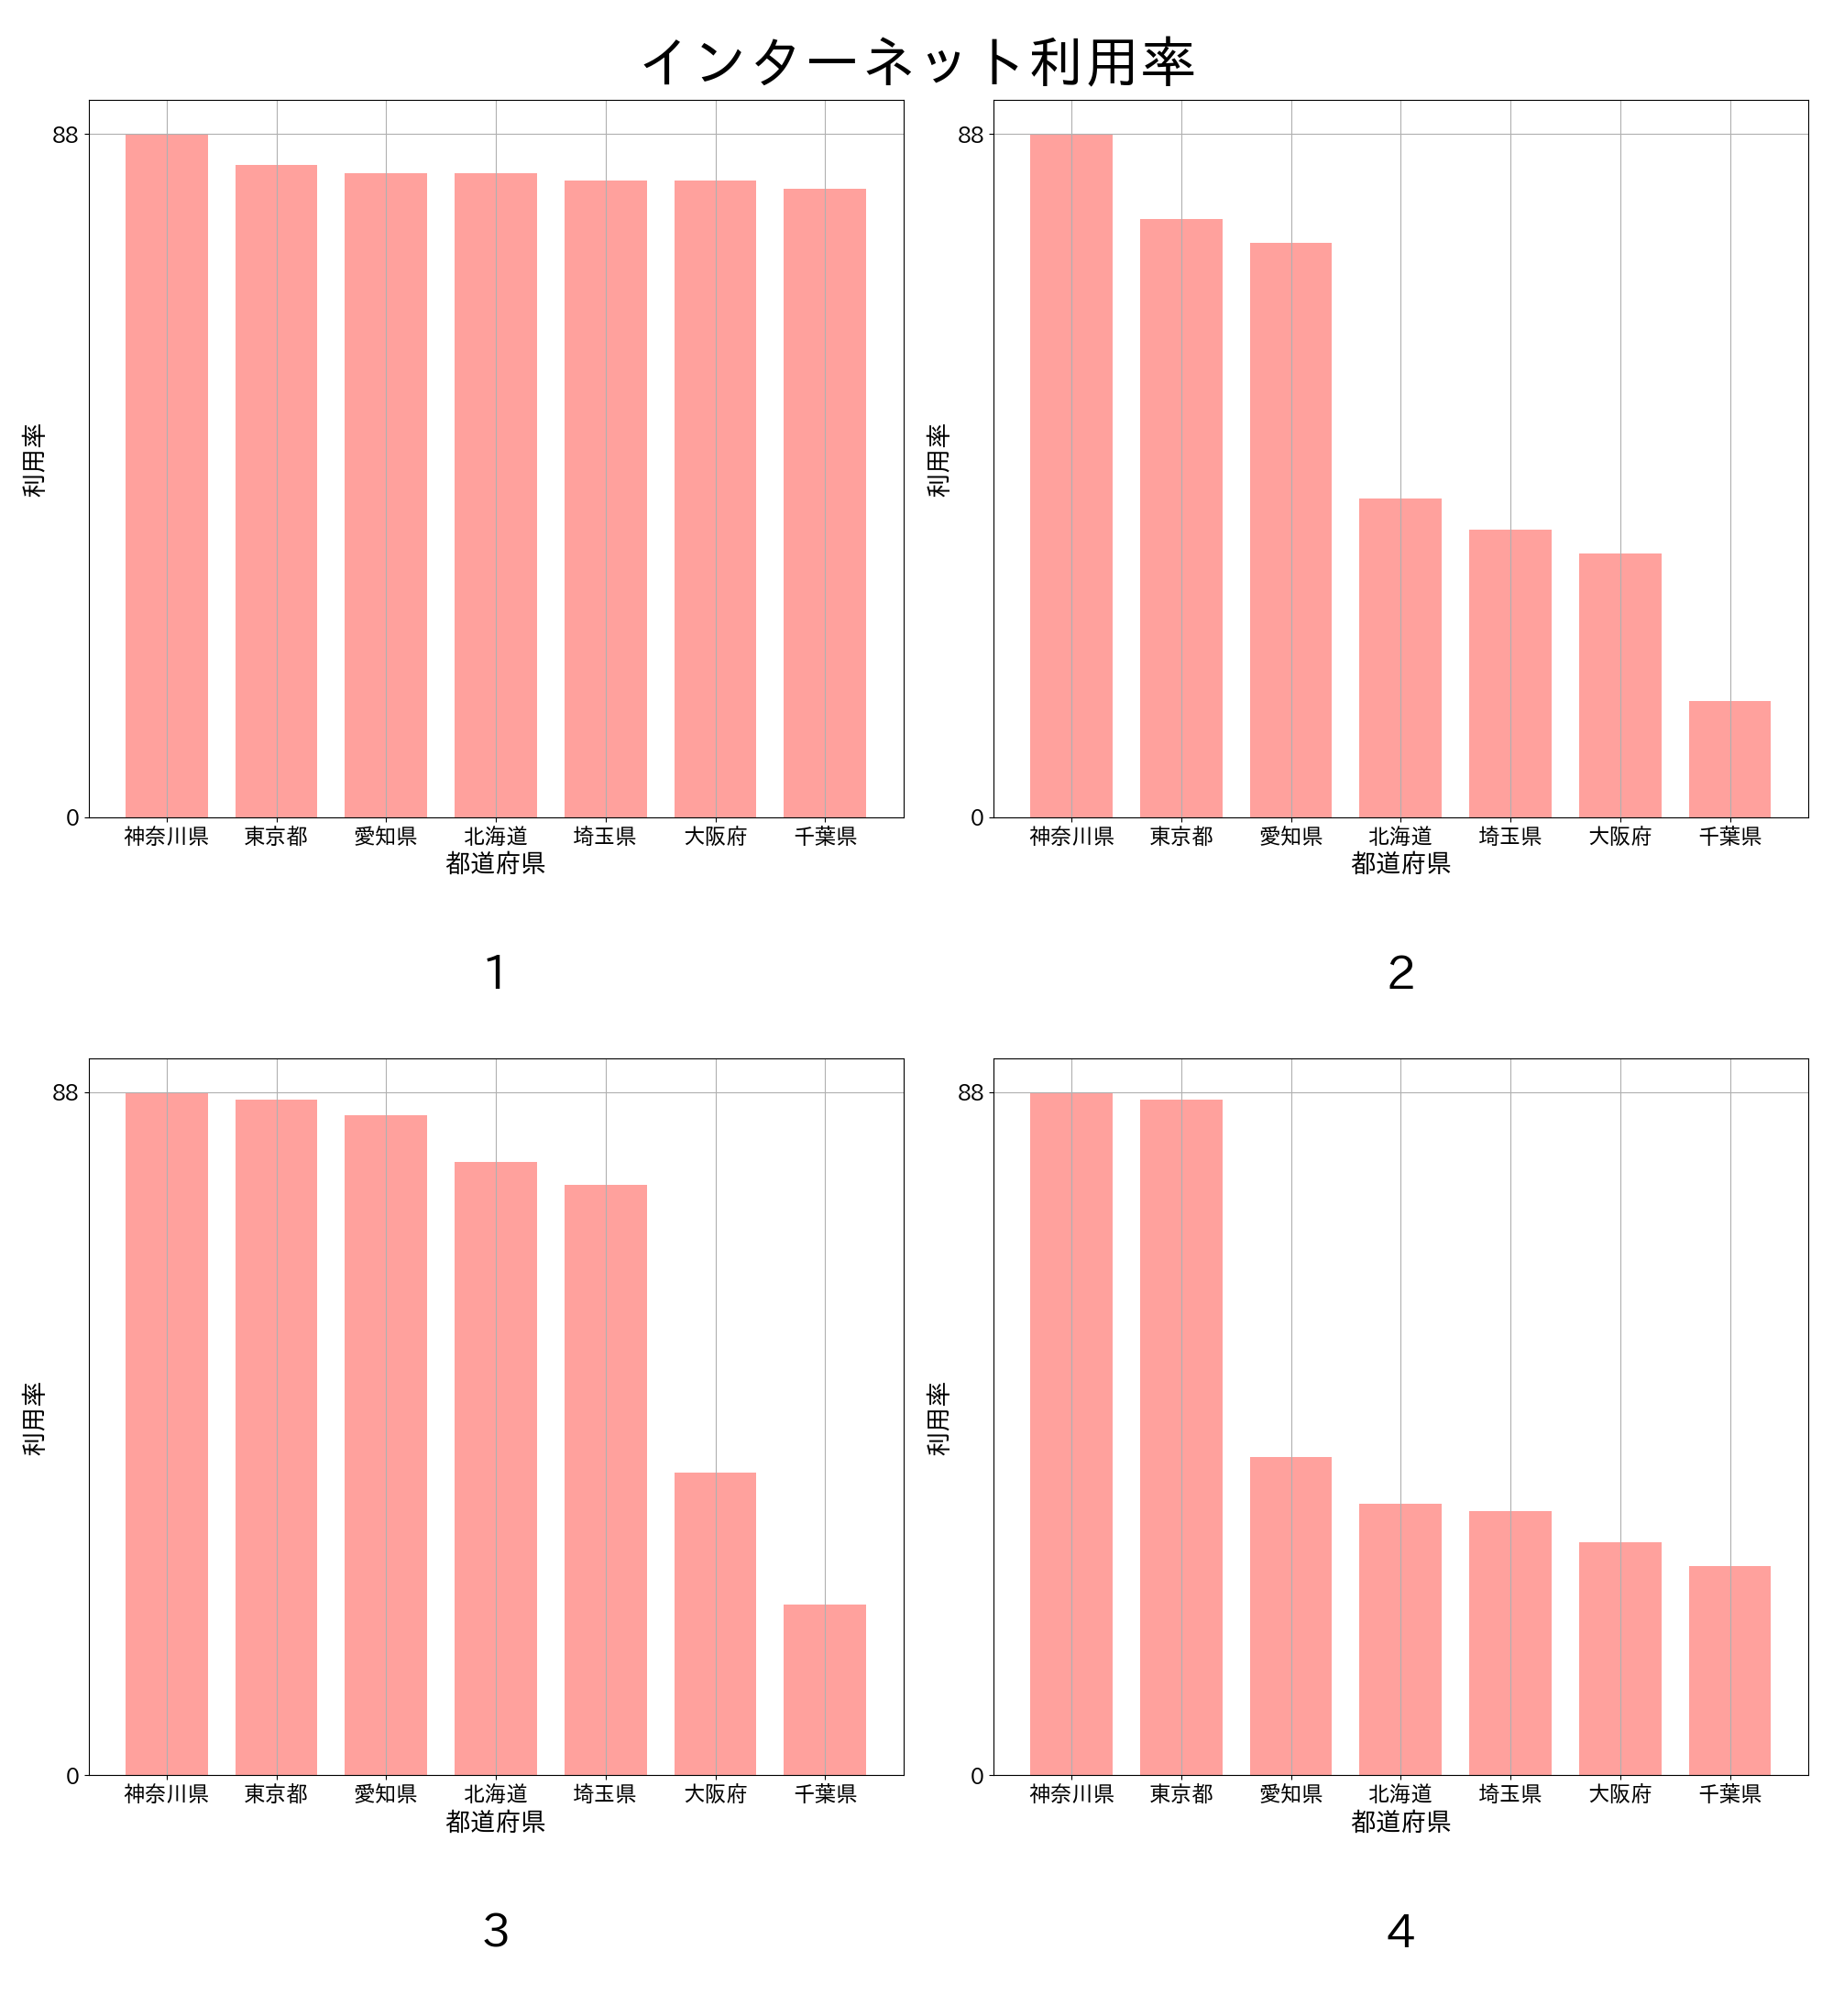 インターネット利用率
88
0
利用率
神奈川県 東京都 愛知県 北海道 埼玉県 大阪府 千葉県
都道府県
1
88
0
利用率
神奈川県 東京都 愛知県 北海道 埼玉県 大阪府 千葉県
都道府県
2
88
0
利用率
神奈川県 東京都 愛知県 北海道 埼玉県 大阪府 千葉県
都道府県
3
88
0
利用率
神奈川県 東京都 愛知県 北海道 埼玉県 大阪府 千葉県
都道府県
4